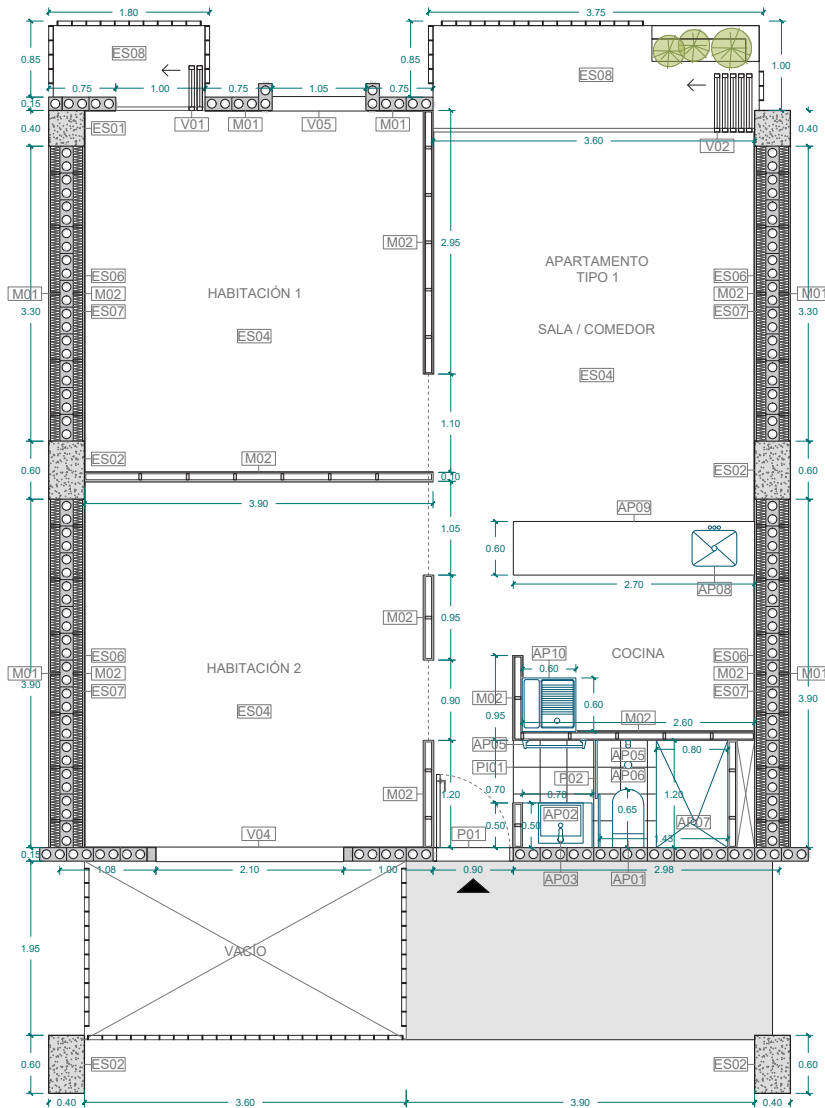 1.80
3.75
0.85
ES08
0.85
ES08
1.00
0.75
1.00
0.75
1.05
0.75
0.15
0.40
ES01
V01
M01
V05
M01
3.60
V02
0.40
M02
2.95
APARTAMENTO
TIPO 1
ES06
ES06
M01
M02
HABITACIÓN 1
M02
M01
3.30
ES07
ES07
3.30
SALA / COMEDOR
ES04
ES04
1.10
0.60
ES02
M02
ES02
0.60
0.10
3.90
AP09
1.05
0.60
AP08
2.70
0.95
M02
ES06
HABITACIÓN 2
AP10
COCINA
ES06
M01
M02
0.60
M02
M01
3.90
ES07
M02
0.60
ES07
3.90
ES04
0.90
0.95
M02
2.60
AP05
AP05
0.80
PI01
P02
AP06
M02
1.20
0.70
0.78
0.65
1.20
0.50
0.50
AP02
AP07
1.43
V04
P01
0.15
1.08
2.10
1.00
0.90
AP03
AP01
2.98
1.95
VACÍO
0.60
ES02
ES02
0.60
0.40
3.60
3.90
0.40